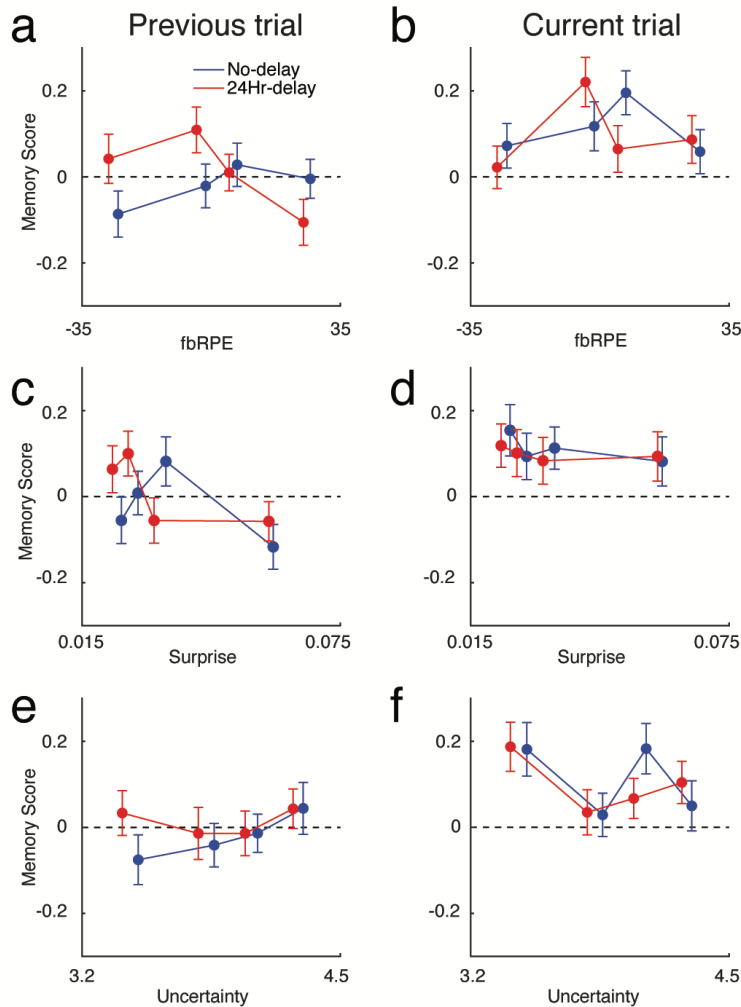 Previous trial
Current trial
a
b
No-delay
24Hr-delay
0.2
0
-0.2
Memory Score
-35
35
fbRPE
0.2
0
-0.2
-35
35
fbRPE
c
d
0.2
0
-0.2
Memory Score
0.015
0.075
Surprise
0.2
0
-0.2
0.015
0.075
Surprise
e
f
0.2
0
-0.2
Memory Score
3.2
4.5
Uncertainty
0.2
0
-0.2
3.2
4.5
Uncertainty